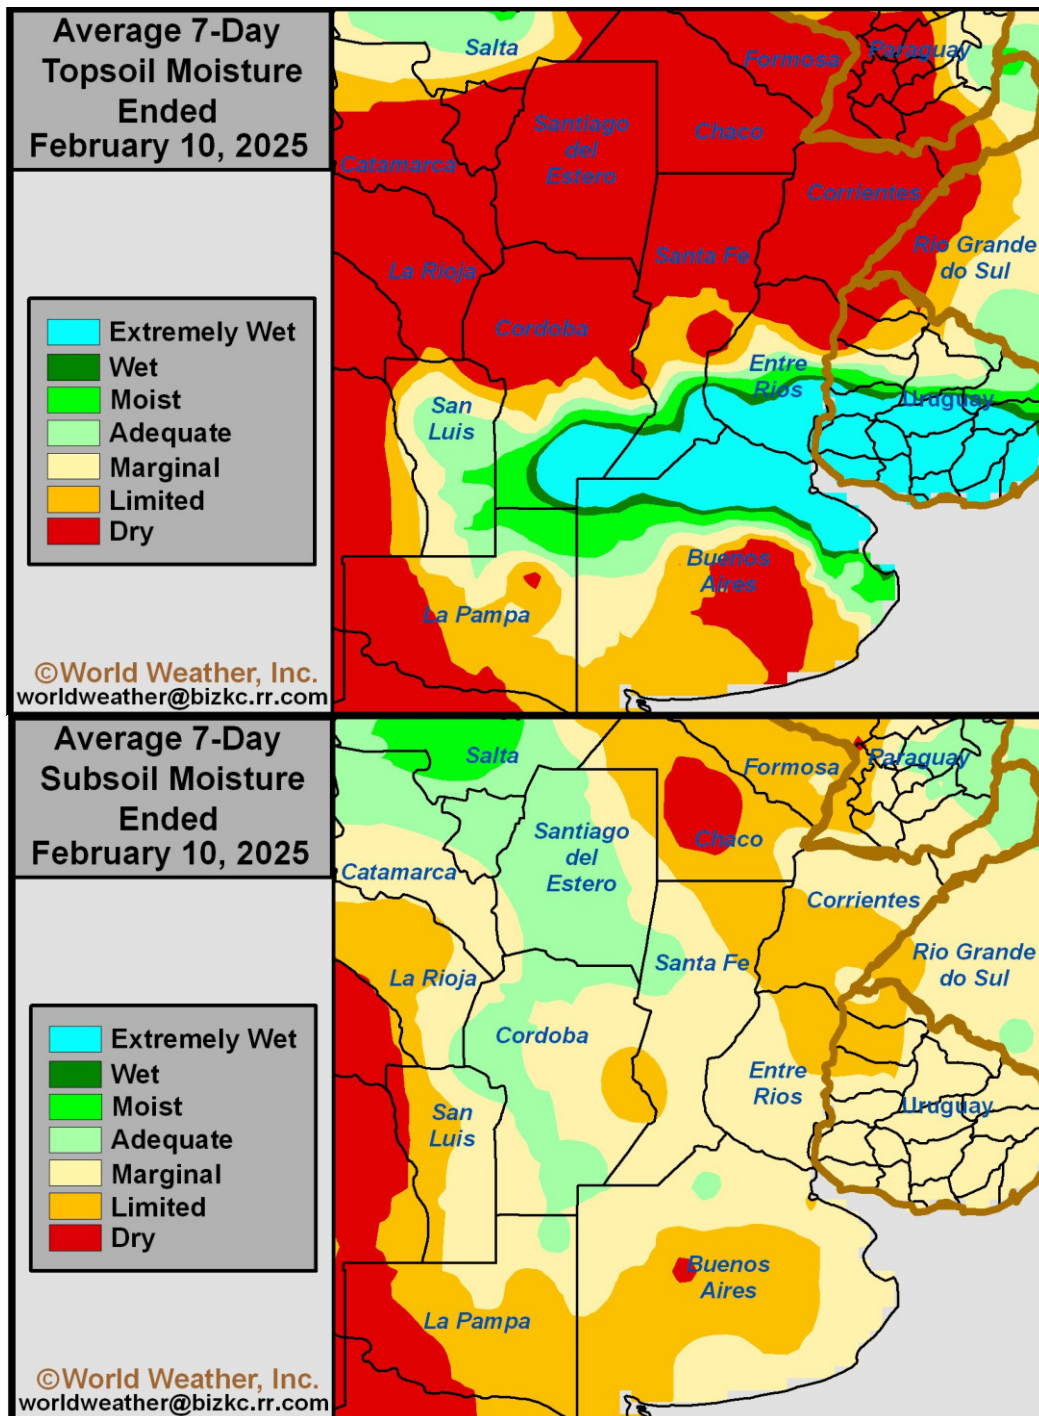 Average 7-Day
Topsoil Moisture
Ended
February 10, 2025
Extremely Wet
Wet
Moist
Adequate
Marginal
Limited
Dry
©World Weather, Inc.
worldweather@bizkc.rr.com
Salta
Formosa
Paraguay
Santiago
del
Estero
Chaco
Catamarca
Corrientes
La Rioja
Santa Fe
Rio Grande
do Sul
Cordoba
Entre
Rios
San
Luis
Uruguay
Buenos
Aires
La Pampa
Average 7-Day
Subsoil Moisture
Ended
February 10, 2025
Extremely Wet
Wet
Moist
Adequate
Marginal
Limited
Dry
©World Weather, Inc.
worldweather@bizkc.rr.com
Salta
Formosa
Paraguay
Santiago
del
Estero
Chaco
Catamarca
Corrientes
La Rioja
Santa Fe
Rio Grande
do Sul
Cordoba
Entre
Rios
San
Luis
Uruguay
Buenos
Aires
La Pampa